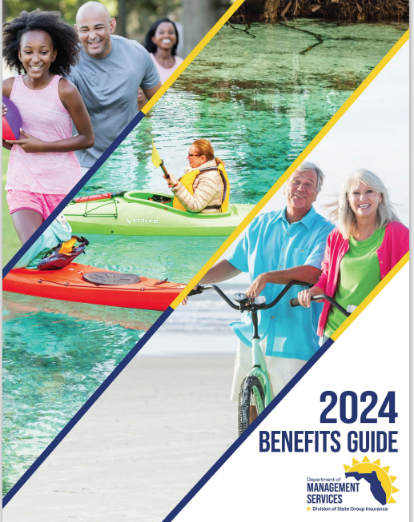 2024
BENEFITS GUIDE
Department of
MANAGEMENT
SERVICES
Division of State Group Insurance